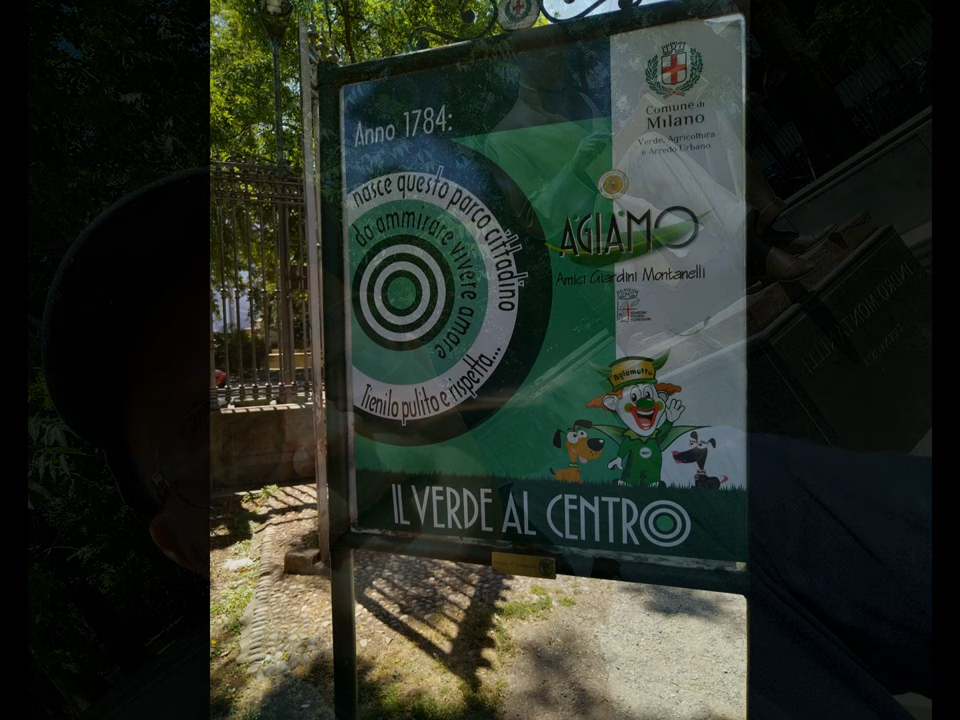 Anno 1784:
nasce questo parco cittadino
da ammirare vivere amare
Tienilo pulito e rispetta...
Comune di
Milano
Verde, Agricoltura
e Arredo Urbano
AGIAMO
Amici Giardini Montanelli
Agiamotto
IL VERDE AL CENTRO